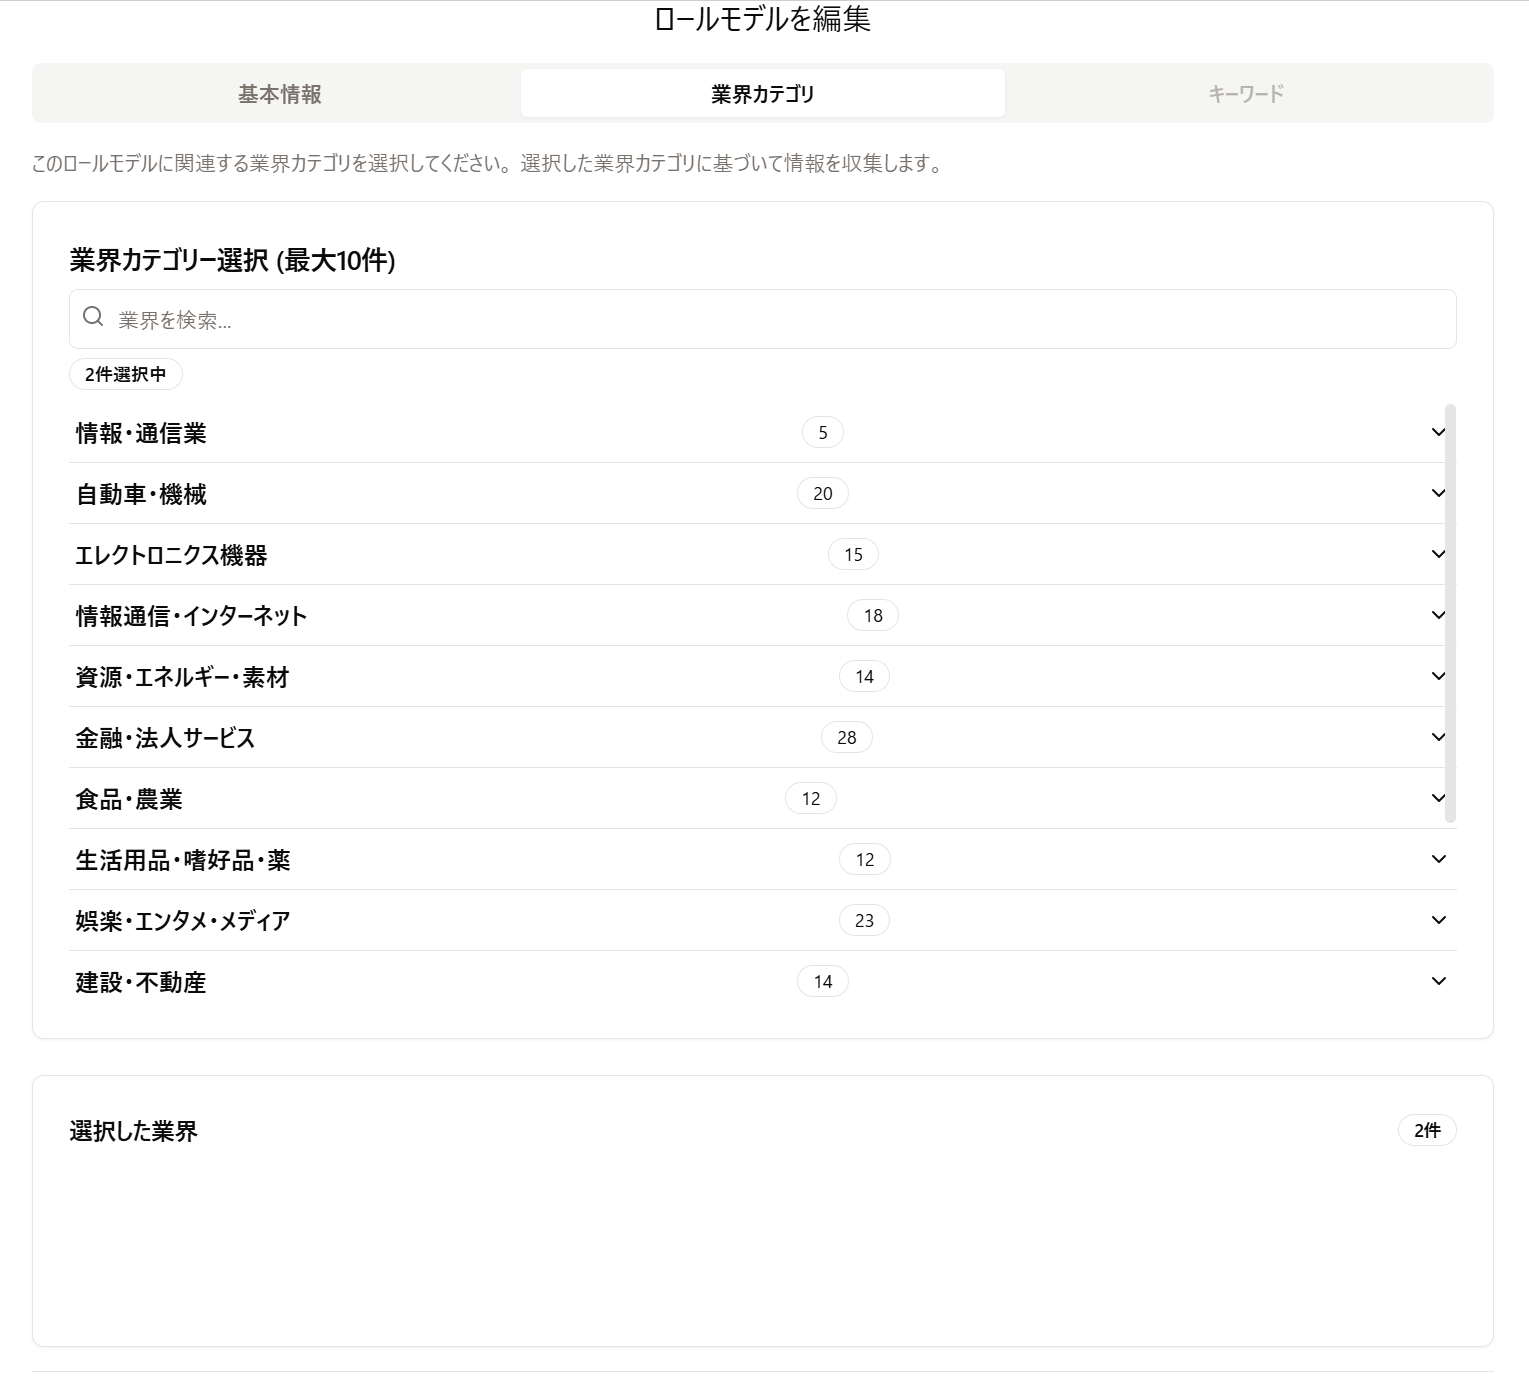 ロールモデルを編集
基本情報 業界カテゴリ キーワード
このロールモデルに関連する業界カテゴリを選択してください。選択した業界カテゴリに基づいて情報を収集します。
業界カテゴリー選択 (最大10件)
業界を検索...
2件選択中
情報・通信業 5
自動車・機械 20
エレクトロニクス機器 15
情報通信・インターネット 18
資源・エネルギー・素材 14
金融・法人サービス 28
食品・農業 12
生活用品・嗜好品・薬 12
娯楽・エンタメ・メディア 23
建設・不動産 14
選択した業界 2件